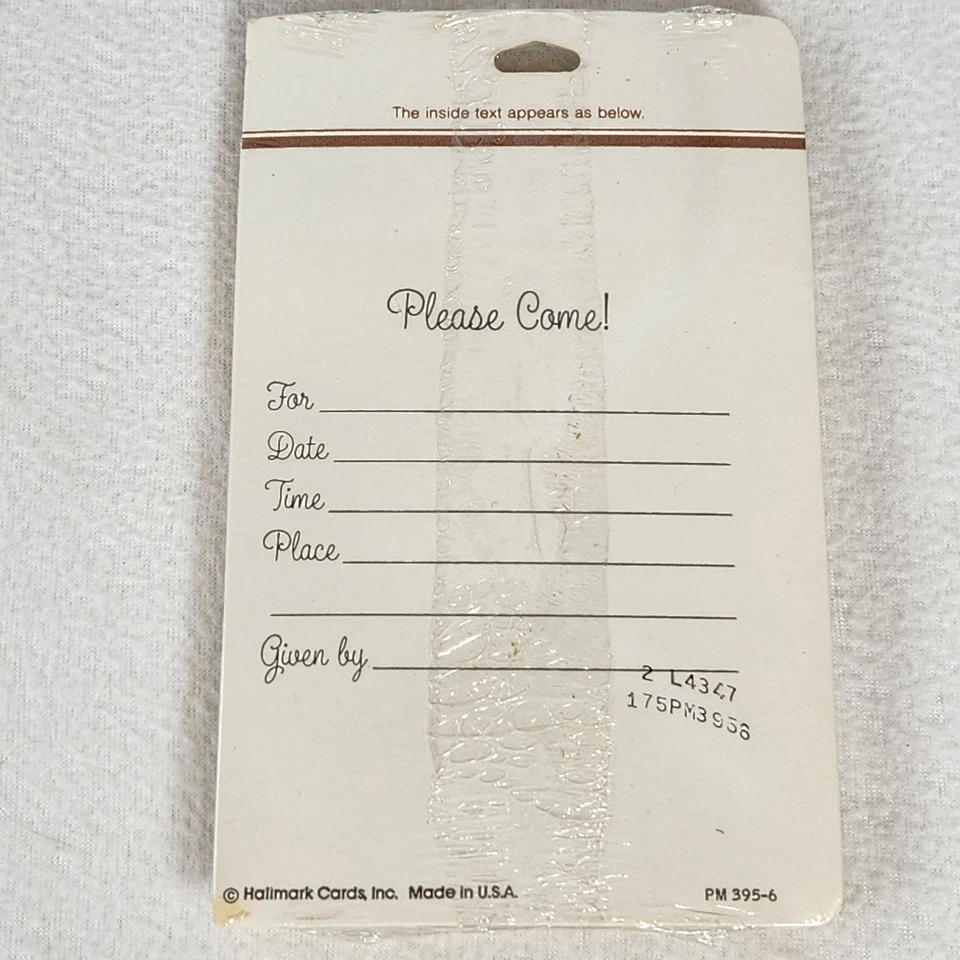 The inside text appears as below.
Please Come!
For
Date
Time
Place
Given by
2 L4347
175PM3956
© Hallmark Cards, Inc. Made in U.S.A.
PM 395-6